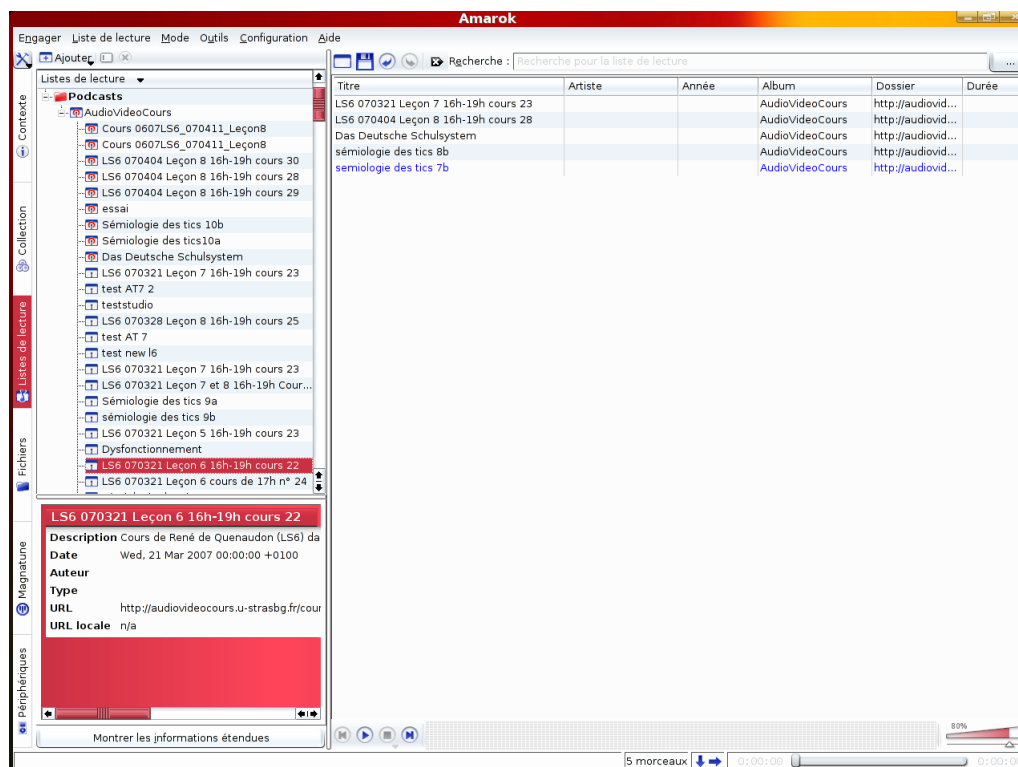 Amarok
Engager Liste de lecture Mode Outils Configuration Aide
Ajouter
Recherche : Recherche pour la liste de lecture ...
Listes de lecture
Titre Artiste Année Album Dossier Durée
Podcasts
AudioVideoCours
Cours 0607LS6_070411_Leçon8
Cours 0607LS6_070411_Leçon8
LS6 070404 Leçon 8 16h-19h cours 30
LS6 070404 Leçon 8 16h-19h cours 28
LS6 070404 Leçon 8 16h-19h cours 29
essai
Sémiologie des tics 10b
Sémiologie des tics10a
Das Deutsche Schulsystem
LS6 070321 Leçon 7 16h-19h cours 23
test AT7 2
teststudio
LS6 070328 Leçon 8 16h-19h cours 25
test AT 7
test new l6
LS6 070321 Leçon 7 16h-19h cours 23
LS6 070321 Leçon 7 et 8 16h-19h Cour...
Sémiologie des tics 9a
sémiologie des tics 9b
LS6 070321 Leçon 5 16h-19h cours 23
Dysfonctionnement
LS6 070321 Leçon 6 16h-19h cours 22
LS6 070321 Leçon 6 cours de 17h n° 24
LS6 070321 Leçon 7 16h-19h cours 23 AudioVideoCours http://audiovid...
LS6 070404 Leçon 8 16h-19h cours 28 AudioVideoCours http://audiovid...
Das Deutsche Schulsystem AudioVideoCours http://audiovid...
sémiologie des tics 8b AudioVideoCours http://audiovid...
semiologie des tics 7b AudioVideoCours http://audiovid...
Contexte
Collection
Listes de lecture
Fichiers
Magnatune
Périphériques
LS6 070321 Leçon 6 16h-19h cours 22
Description Cours de René de Quenaudon (LS6) da
Date Wed, 21 Mar 2007 00:00:00 +0100
Auteur
Type
URL http://audiovideocours.u-strasbg.fr/cour
URL locale n/a
Montrer les informations étendues
80%
5 morceaux 0:00:00 0:00:00